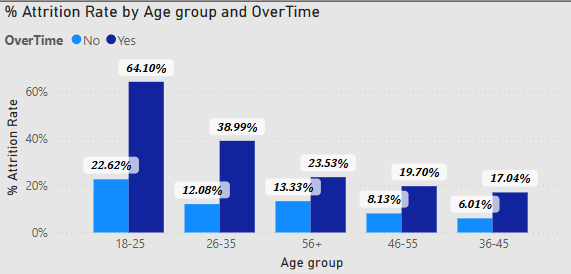 % Attrition Rate by Age group and OverTime
OverTime No Yes
% Attrition Rate
60%
40%
20%
0%
22.62%
64.10%
12.08%
38.99%
13.33%
23.53%
8.13%
19.70%
6.01%
17.04%
18-25 26-35 56+ 46-55 36-45
Age group